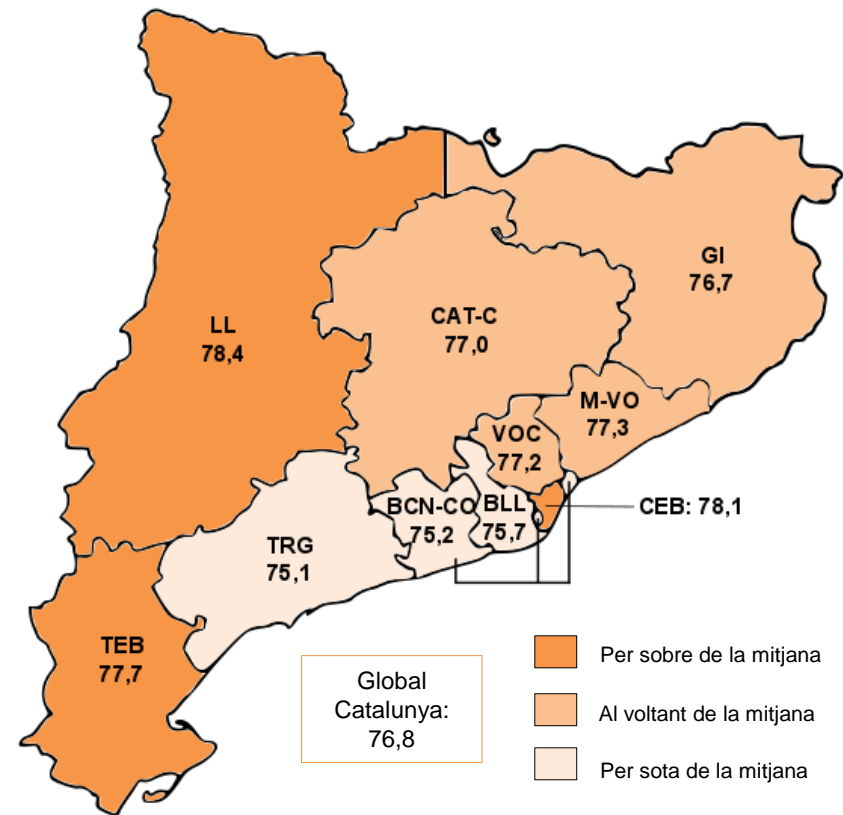 GI
76,7
LL
78,4
CAT-C
77,0
M-VO
77,3
VOC
77,2
BCN-CO
75,2
BLL
75,7
CEB: 78,1
TRG
75,1
TEB
77,7
Global
Catalunya:
76,8
Per sobre de la mitjana
Al voltant de la mitjana
Per sota de la mitjana